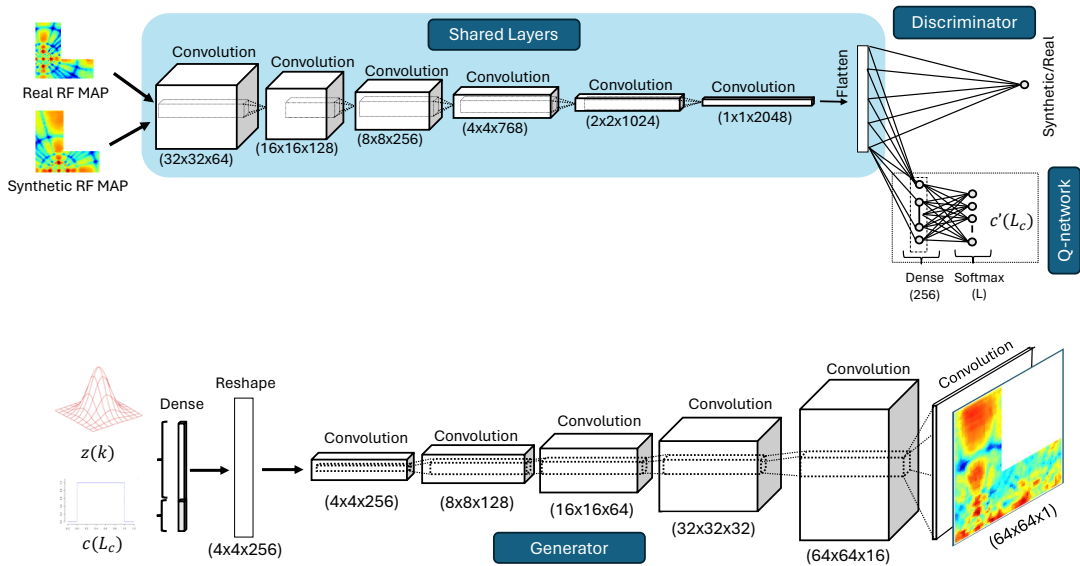 Shared Layers
Discriminator
Real RF MAP
Synthetic RF MAP
Convolution
(32x32x64)
Convolution
(16x16x128)
Convolution
(8x8x256)
Convolution
(4x4x768)
Convolution
(2x2x1024)
Convolution
(1x1x2048)
Flatten
Synthetic/Real
c'(L_c)
Q-network
Dense
(256)
Softmax
(L)
z(k)
c(L_c)
Dense
Reshape
(4x4x256)
Convolution
(4x4x256)
Convolution
(8x8x128)
Convolution
(16x16x64)
Convolution
(32x32x32)
Convolution
(64x64x16)
Convolution
(64x64x1)
Generator